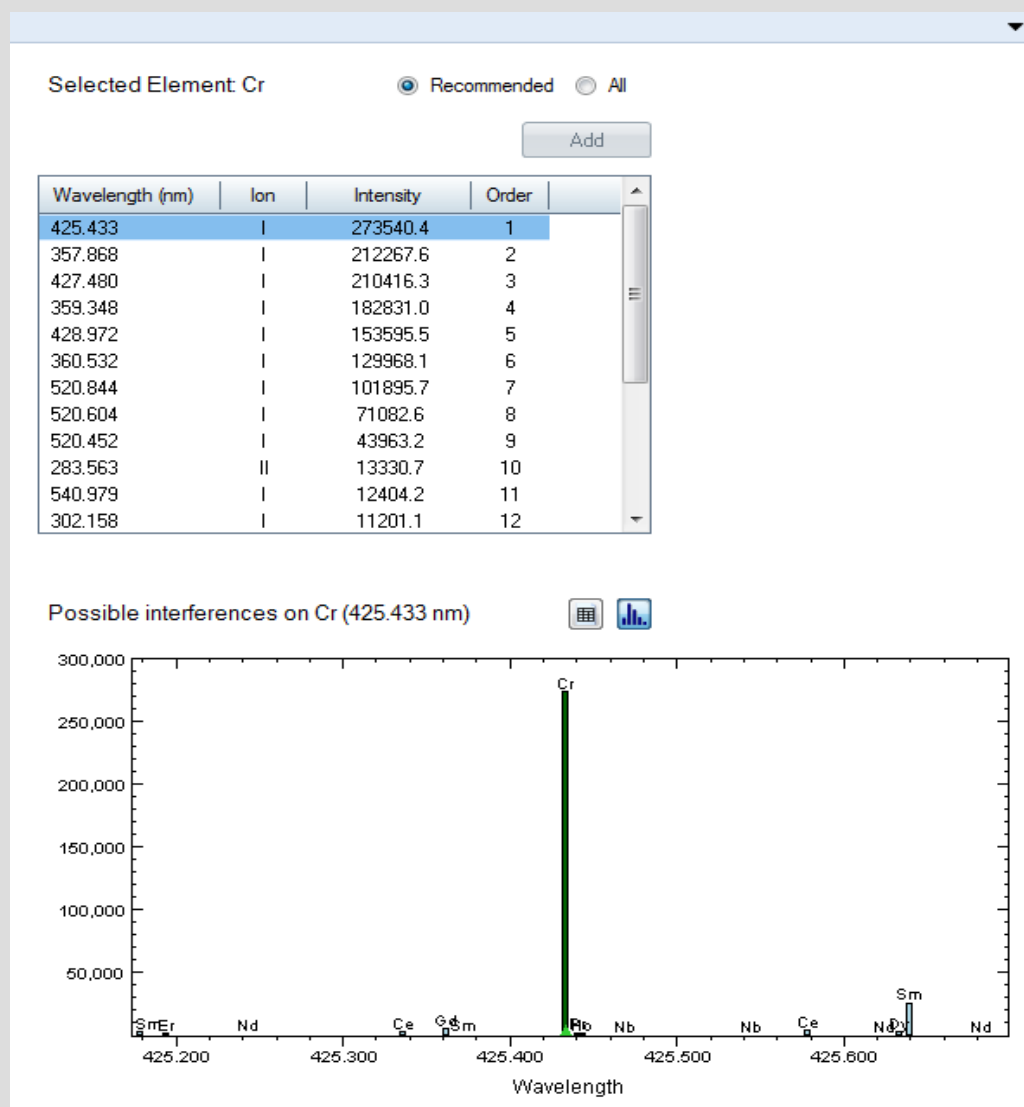 Selected Element: Cr Recommended All
Add
Wavelength (nm) Ion Intensity Order
425.433 I 273540.4 1
357.868 I 212267.6 2
427.480 I 210416.3 3
359.348 I 182831.0 4
428.972 I 153595.5 5
360.532 I 129968.1 6
520.844 I 101895.7 7
520.604 I 71082.6 8
520.452 I 43963.2 9
283.563 II 13330.7 10
540.979 I 12404.2 11
302.158 I 11201.1 12
Possible interferences on Cr (425.433 nm)
300,000
Cr
250,000
200,000
150,000
100,000
50,000
Sm
Sm Er Nd Ce Gd Sm Nb Nb Ce Nd Dy Nd
425.200 425.300 425.400 425.500 425.600
Wavelength